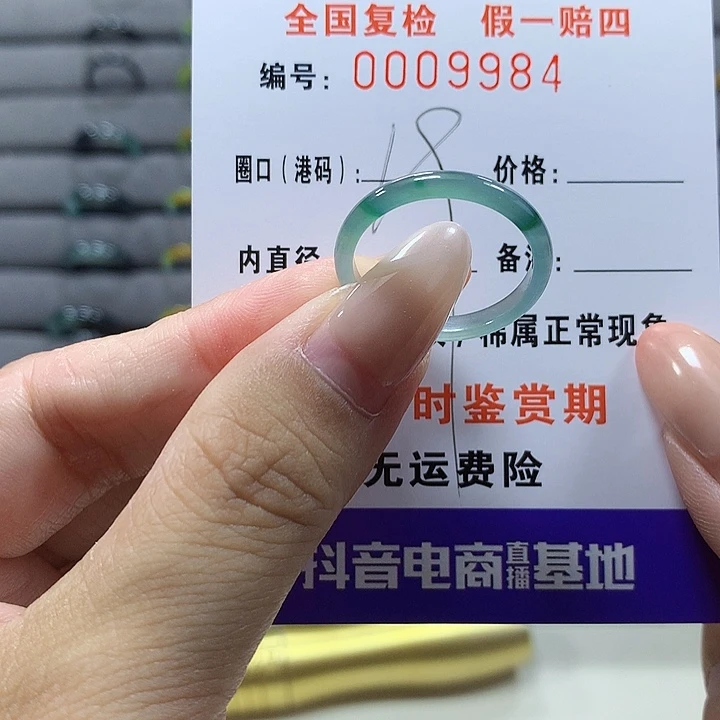 全国复检 假一赔四
编号: 0009984
圈口(港码): 18 价格:
内直径 备注:
棉属正常现象
时鉴赏期
无运费险
抖音电商直播基地